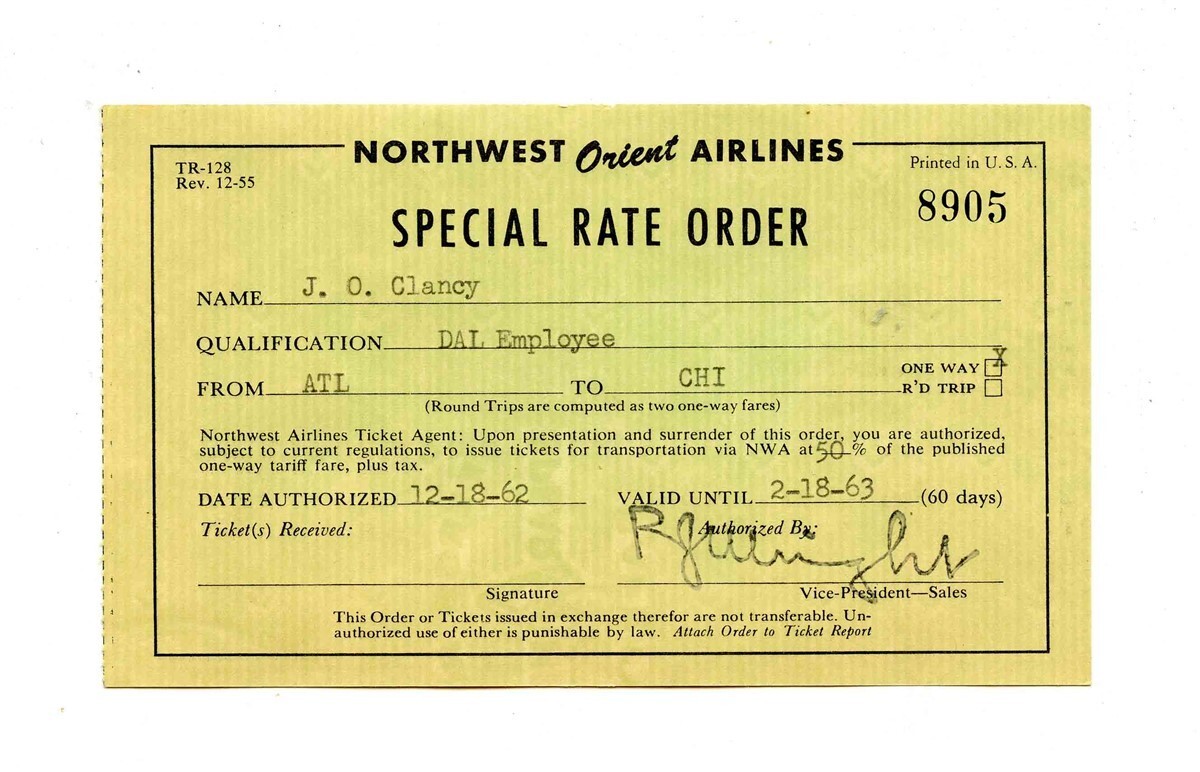 NORTHWEST Orient AIRLINES
TR-128
Rev. 12-55
Printed in U. S. A.
8905
SPECIAL RATE ORDER
NAME J. O. Clancy
QUALIFICATION DAL Employee
FROM ATL TO CHI
ONE WAY X
R'D TRIP
(Round Trips are computed as two one-way fares)
Northwest Airlines Ticket Agent: Upon presentation and surrender of this order, you are authorized,
subject to current regulations, to issue tickets for transportation via NWA at 50 % of the published
one-way tariff fare, plus tax.
DATE AUTHORIZED 12-18-62 VALID UNTIL 2-18-63 (60 days)
Ticket(s) Received: Authorized By:
Signature Vice-President—Sales
This Order or Tickets issued in exchange therefor are not transferable. Un-
authorized use of either is punishable by law. Attach Order to Ticket Report